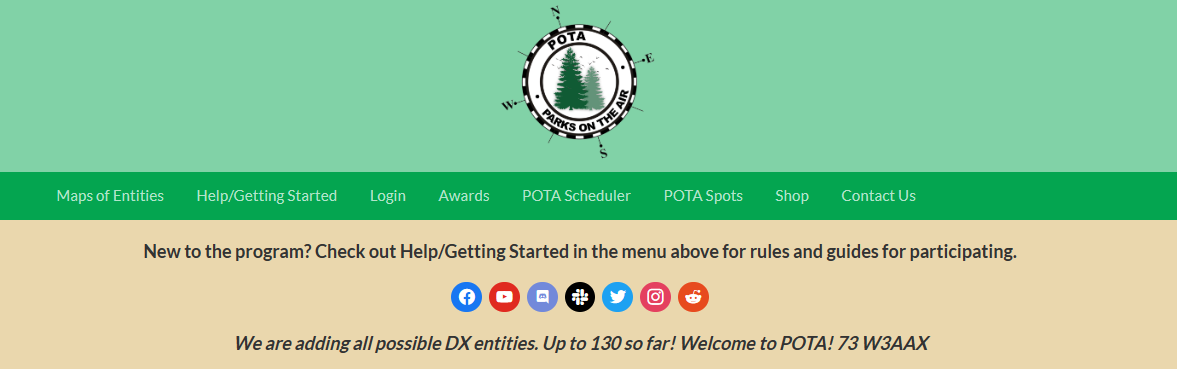 N
POTA
E
W
PARKS ON THE AIR
S
Maps of Entities Help/Getting Started Login Awards POTA Scheduler POTA Spots Shop Contact Us
New to the program? Check out Help/Getting Started in the menu above for rules and guides for participating.
We are adding all possible DX entities. Up to 130 so far! Welcome to POTA! 73 W3AAX